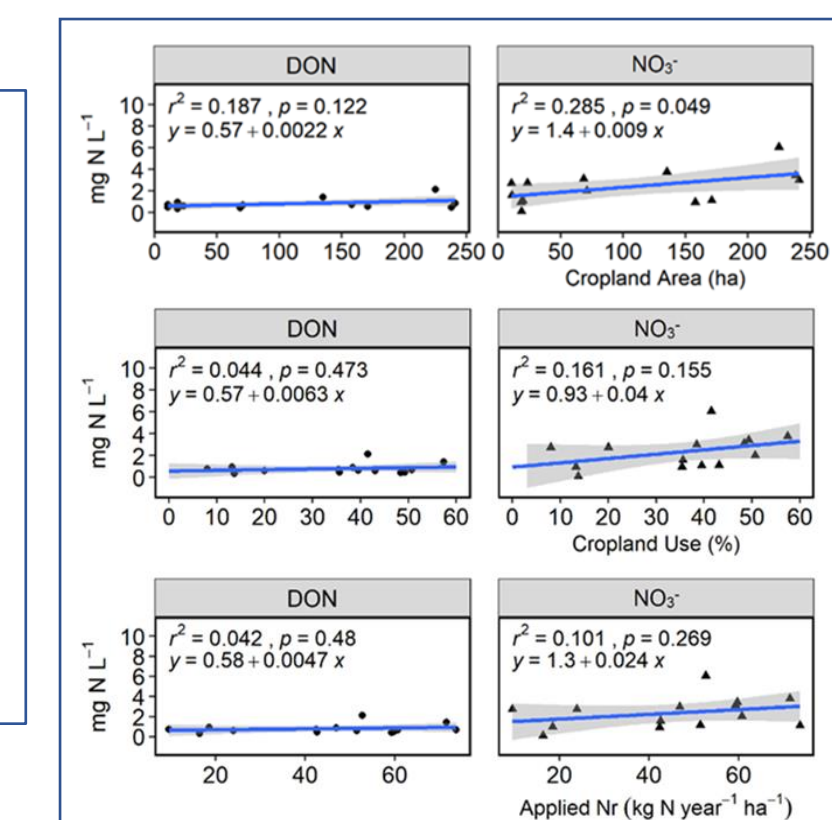 DON
NO₃⁻
r² = 0.187 , p = 0.122
y = 0.57 + 0.0022 x
r² = 0.285 , p = 0.049
y = 1.4 + 0.009 x
mg N L⁻¹
10
8
6
4
2
0
0 50 100 150 200 250
0 50 100 150 200 250
Cropland Area (ha)
DON
NO₃⁻
r² = 0.044 , p = 0.473
y = 0.57 + 0.0063 x
r² = 0.161 , p = 0.155
y = 0.93 + 0.04 x
mg N L⁻¹
10
8
6
4
2
0
0 10 20 30 40 50 60
0 10 20 30 40 50 60
Cropland Use (%)
DON
NO₃⁻
r² = 0.042 , p = 0.48
y = 0.58 + 0.0047 x
r² = 0.101 , p = 0.269
y = 1.3 + 0.024 x
mg N L⁻¹
10
8
6
4
2
0
20 40 60
20 40 60
Applied Nr (kg N year⁻¹ ha⁻¹)